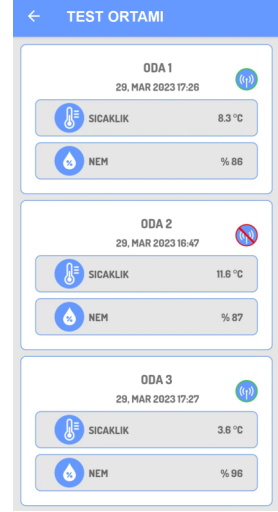 TEST ORTAMI
ODA 1
29, MAR 2023 17:26
SICAKLIK 8.3 °C
NEM % 86
ODA 2
29, MAR 2023 16:47
SICAKLIK 11.6 °C
NEM % 87
ODA 3
29, MAR 2023 17:27
SICAKLIK 3.6 °C
NEM % 96